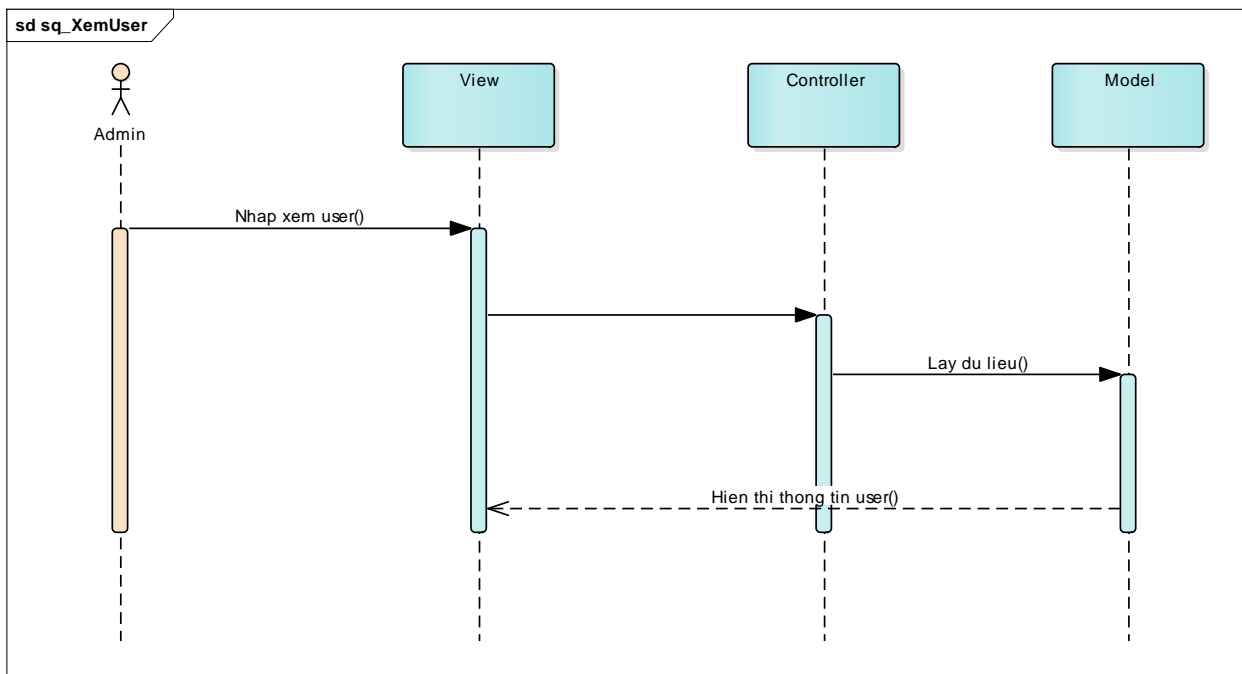 sd sq_XemUser
Admin
View
Controller
Model
Nhap xem user()
Lay du lieu()
Hien thi thong tin user()